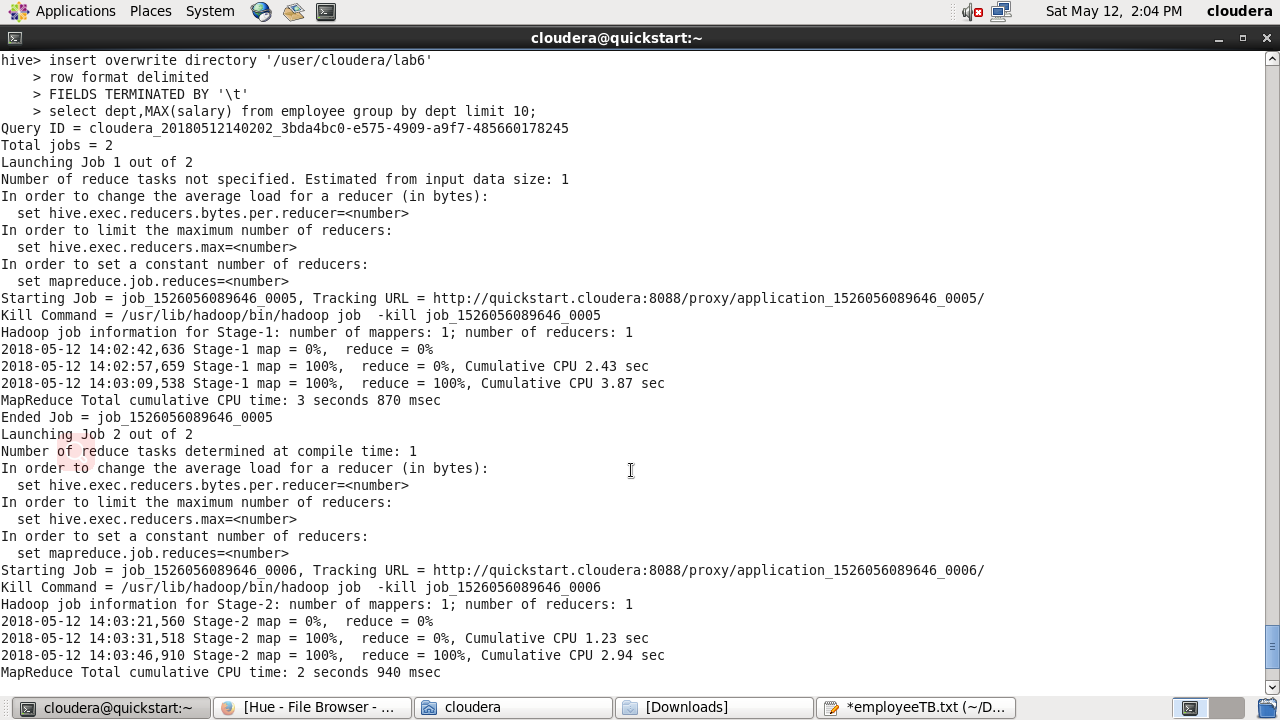 Applications Places System Sat May 12, 2:04 PM cloudera
cloudera@quickstart:~
hive> insert overwrite directory '/user/cloudera/lab6'
    > row format delimited
    > FIELDS TERMINATED BY '\t'
    > select dept,MAX(salary) from employee group by dept limit 10;
Query ID = cloudera_20180512140202_3bda4bc0-e575-4909-a9f7-485660178245
Total jobs = 2
Launching Job 1 out of 2
Number of reduce tasks not specified. Estimated from input data size: 1
In order to change the average load for a reducer (in bytes):
  set hive.exec.reducers.bytes.per.reducer=<number>
In order to limit the maximum number of reducers:
  set hive.exec.reducers.max=<number>
In order to set a constant number of reducers:
  set mapreduce.job.reduces=<number>
Starting Job = job_1526056089646_0005, Tracking URL = http://quickstart.cloudera:8088/proxy/application_1526056089646_0005/
Kill Command = /usr/lib/hadoop/bin/hadoop job  -kill job_1526056089646_0005
Hadoop job information for Stage-1: number of mappers: 1; number of reducers: 1
2018-05-12 14:02:42,636 Stage-1 map = 0%,  reduce = 0%
2018-05-12 14:02:57,659 Stage-1 map = 100%,  reduce = 0%, Cumulative CPU 2.43 sec
2018-05-12 14:03:09,538 Stage-1 map = 100%,  reduce = 100%, Cumulative CPU 3.87 sec
MapReduce Total cumulative CPU time: 3 seconds 870 msec
Ended Job = job_1526056089646_0005
Launching Job 2 out of 2
Number of reduce tasks determined at compile time: 1
In order to change the average load for a reducer (in bytes):
  set hive.exec.reducers.bytes.per.reducer=<number>
In order to limit the maximum number of reducers:
  set hive.exec.reducers.max=<number>
In order to set a constant number of reducers:
  set mapreduce.job.reduces=<number>
Starting Job = job_1526056089646_0006, Tracking URL = http://quickstart.cloudera:8088/proxy/application_1526056089646_0006/
Kill Command = /usr/lib/hadoop/bin/hadoop job  -kill job_1526056089646_0006
Hadoop job information for Stage-2: number of mappers: 1; number of reducers: 1
2018-05-12 14:03:21,560 Stage-2 map = 0%,  reduce = 0%
2018-05-12 14:03:31,518 Stage-2 map = 100%,  reduce = 0%, Cumulative CPU 1.23 sec
2018-05-12 14:03:46,910 Stage-2 map = 100%,  reduce = 100%, Cumulative CPU 2.94 sec
MapReduce Total cumulative CPU time: 2 seconds 940 msec
cloudera@quickstart:~ [Hue - File Browser - ... cloudera [Downloads] *employeeTB.txt (~/D...